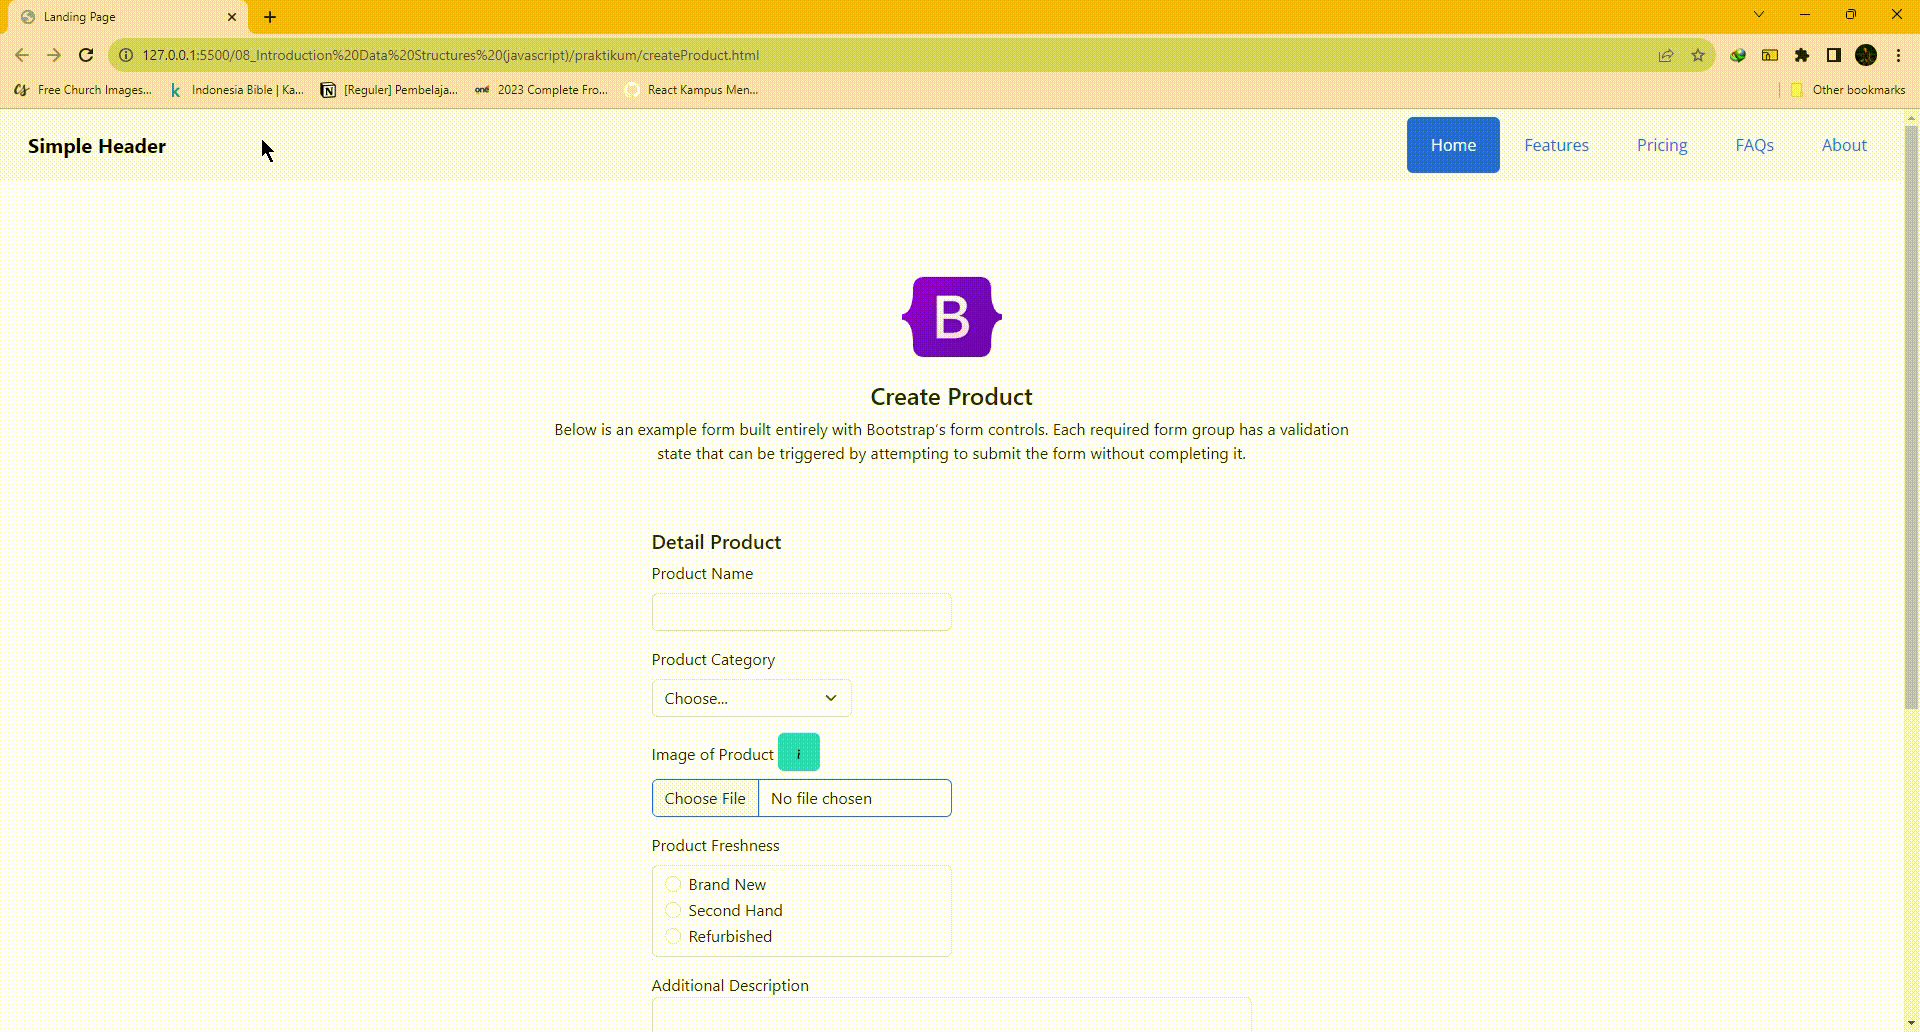 Landing Page
127.0.0.1:5500/08_Introduction%20Data%20Structures%20(javascript)/praktikum/createProduct.html
Free Church Images... Indonesia Bible | Ka... [Reguler] Pembelaja... one 2023 Complete Fro... React Kampus Men... Other bookmarks
Simple Header Home Features Pricing FAQs About
B
Create Product
Below is an example form built entirely with Bootstrap's form controls. Each required form group has a validation
state that can be triggered by attempting to submit the form without completing it.
Detail Product
Product Name
Product Category
Choose...
Image of Product i
Choose File No file chosen
Product Freshness
Brand New
Second Hand
Refurbished
Additional Description